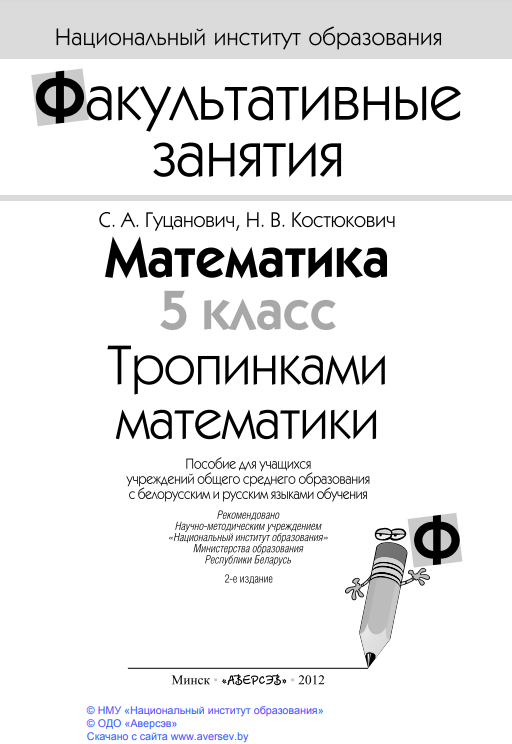 Национальный институт образования
Факультативные
занятия
С. А. Гуцанович, Н. В. Костюкович
Математика
5 класс
Тропинками
математики
Пособие для учащихся
учреждений общего среднего образования
с белорусским и русским языками обучения
Рекомендовано
Научно-методическим учреждением
«Национальный институт образования»
Министерства образования
Республики Беларусь
2-е издание
Ф
Минск • «АВЕРСЭВ» • 2012
© НМУ «Национальный институт образования»
© ОДО «Аверсэв»
Скачано с сайта www.aversev.by